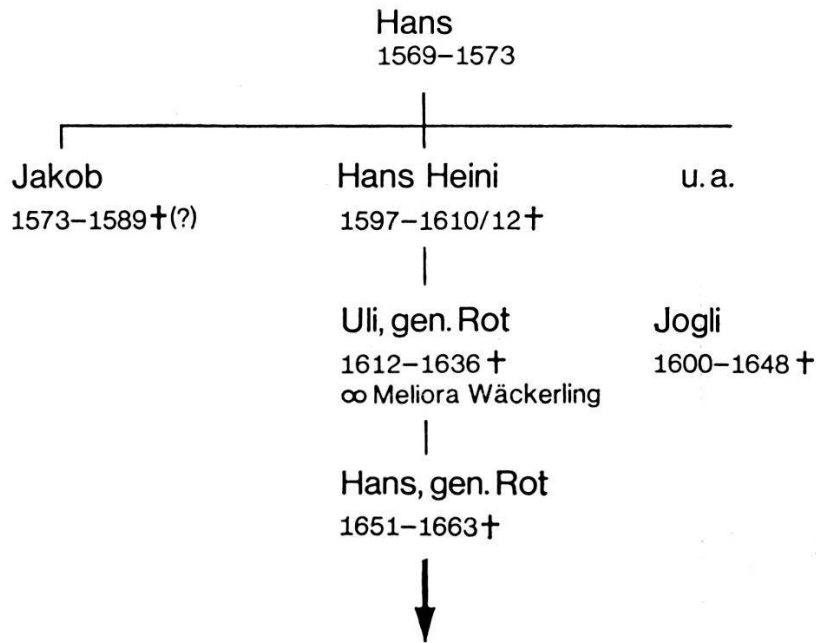 Hans
1569–1573
Jakob
1573–1589✝(?)
Hans Heini
1597–1610/12✝
u. a.
Uli, gen. Rot
1612–1636 ✝
∞ Meliora Wäckerling
Jogli
1600–1648 ✝
Hans, gen. Rot
1651–1663✝